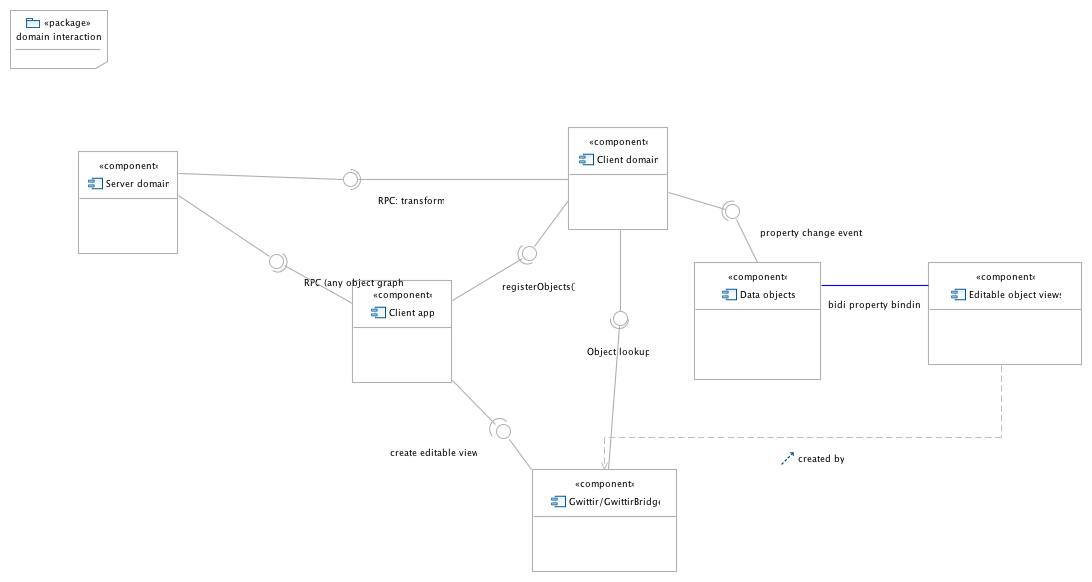 «package»
domain interaction
«component»
Client domain
«component»
Server domain
RPC: transform
property change event
RPC (any object graph
registerObjects(
«component»
Client app
«component»
Data objects
bidi property bindin
«component»
Editable object views
Object lookup
create editable view
created by
«component»
Gwittir/GwittirBridge